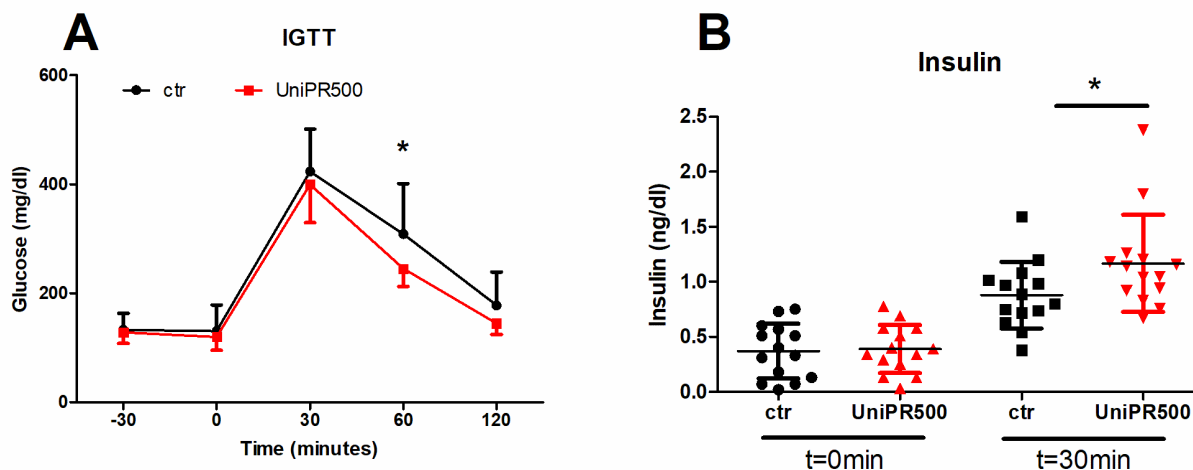 A
IGTT
ctr
UniPR500
600
400
200
0
Glucose (mg/dl)
*
-30 0 30 60 120
Time (minutes)
B
Insulin
*
2.5
2.0
1.5
1.0
0.5
0.0
Insulin (ng/dl)
ctr UniPR500 ctr UniPR500
t=0min t=30min